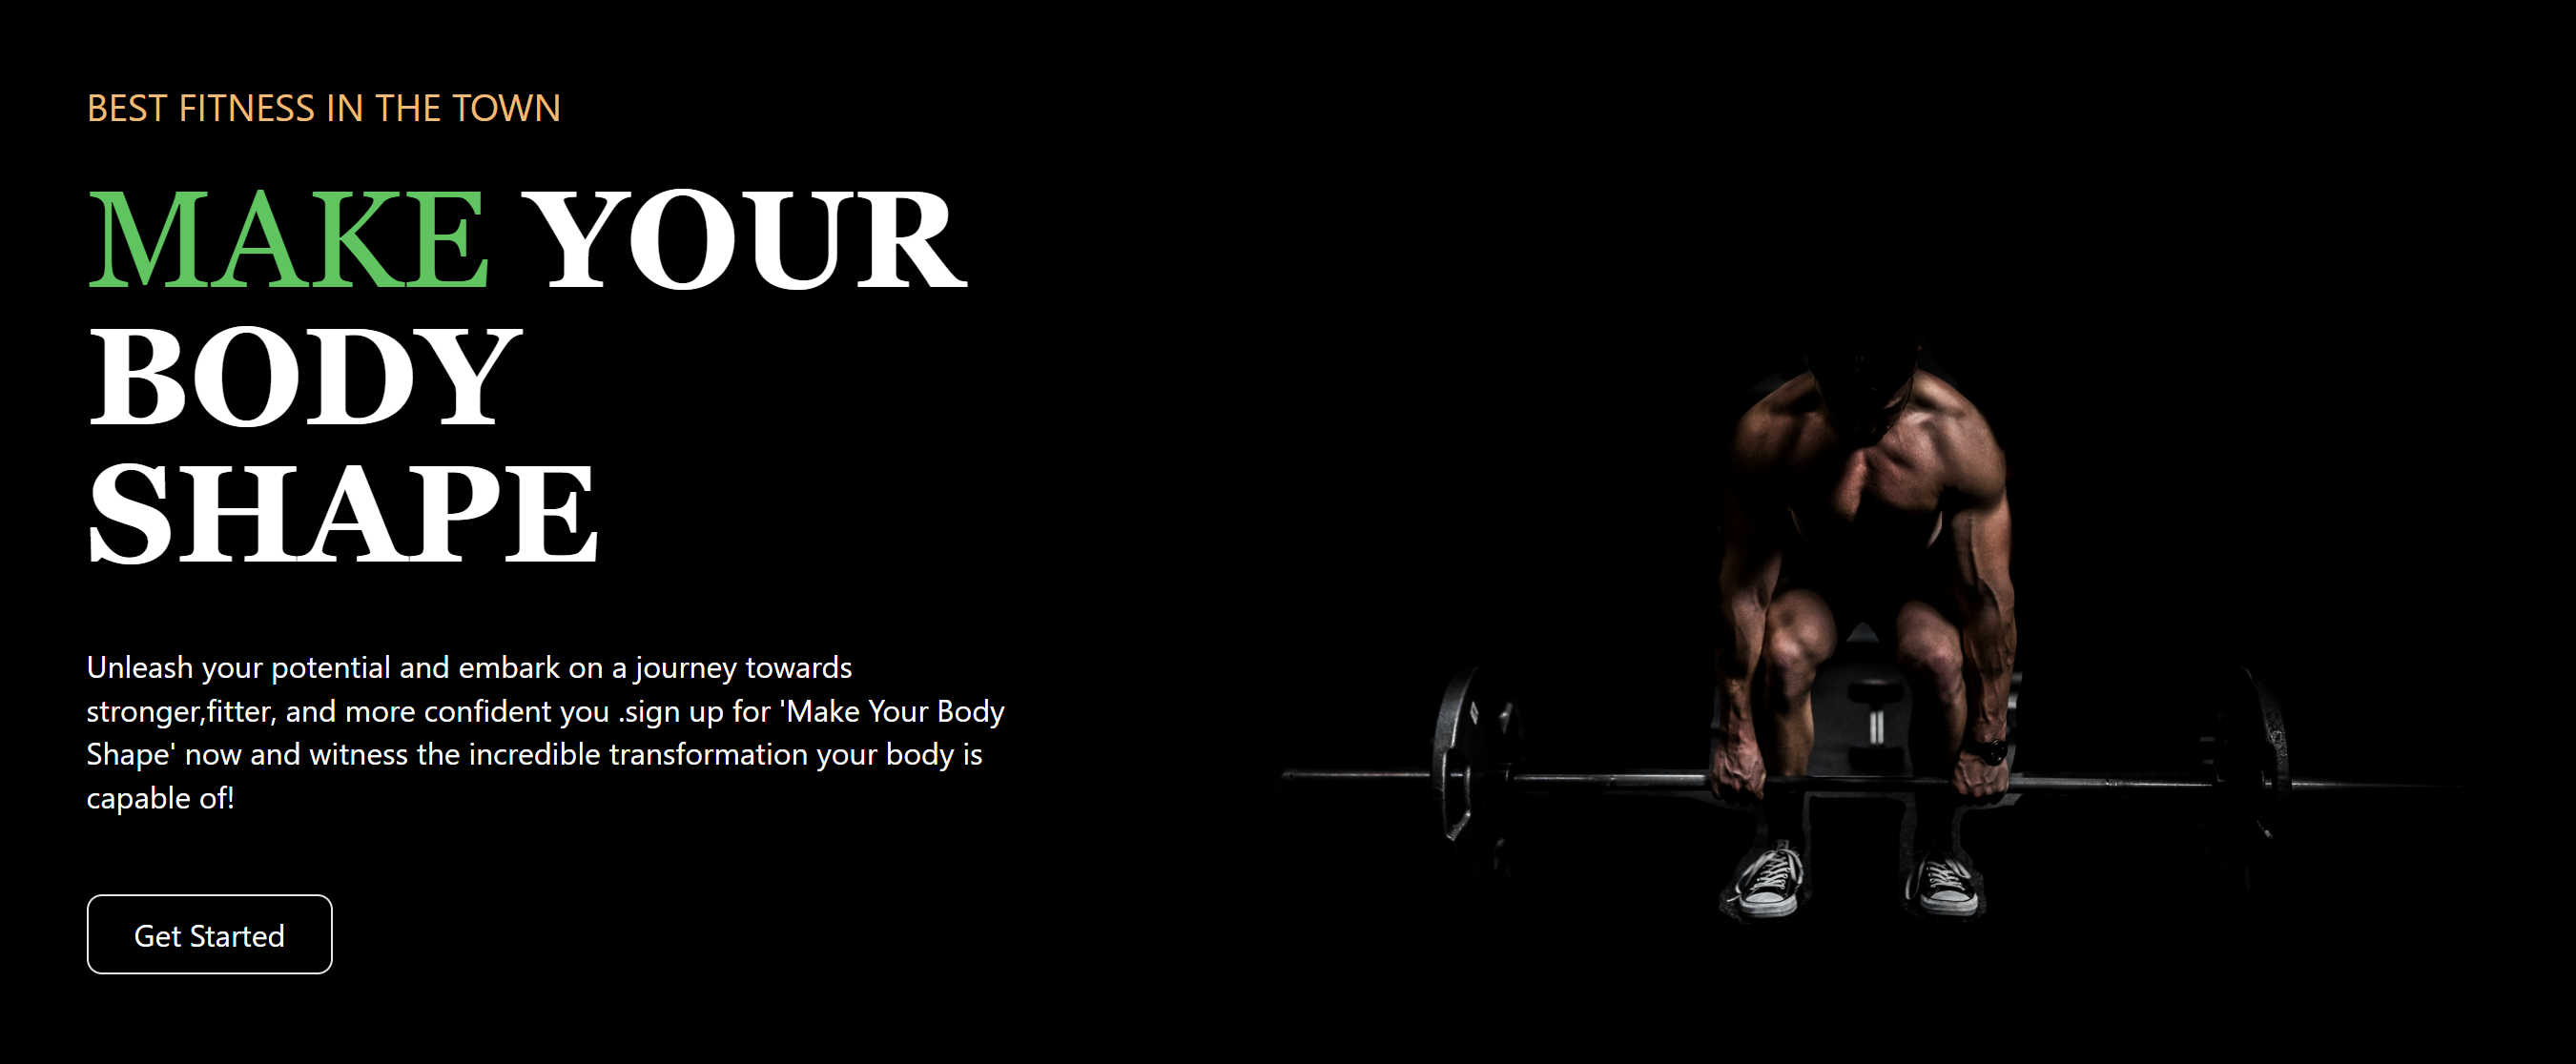 BEST FITNESS IN THE TOWN
MAKE YOUR
BODY
SHAPE
Unleash your potential and embark on a journey towards
stronger,fitter, and more confident you .sign up for 'Make Your Body
Shape' now and witness the incredible transformation your body is
capable of!
Get Started